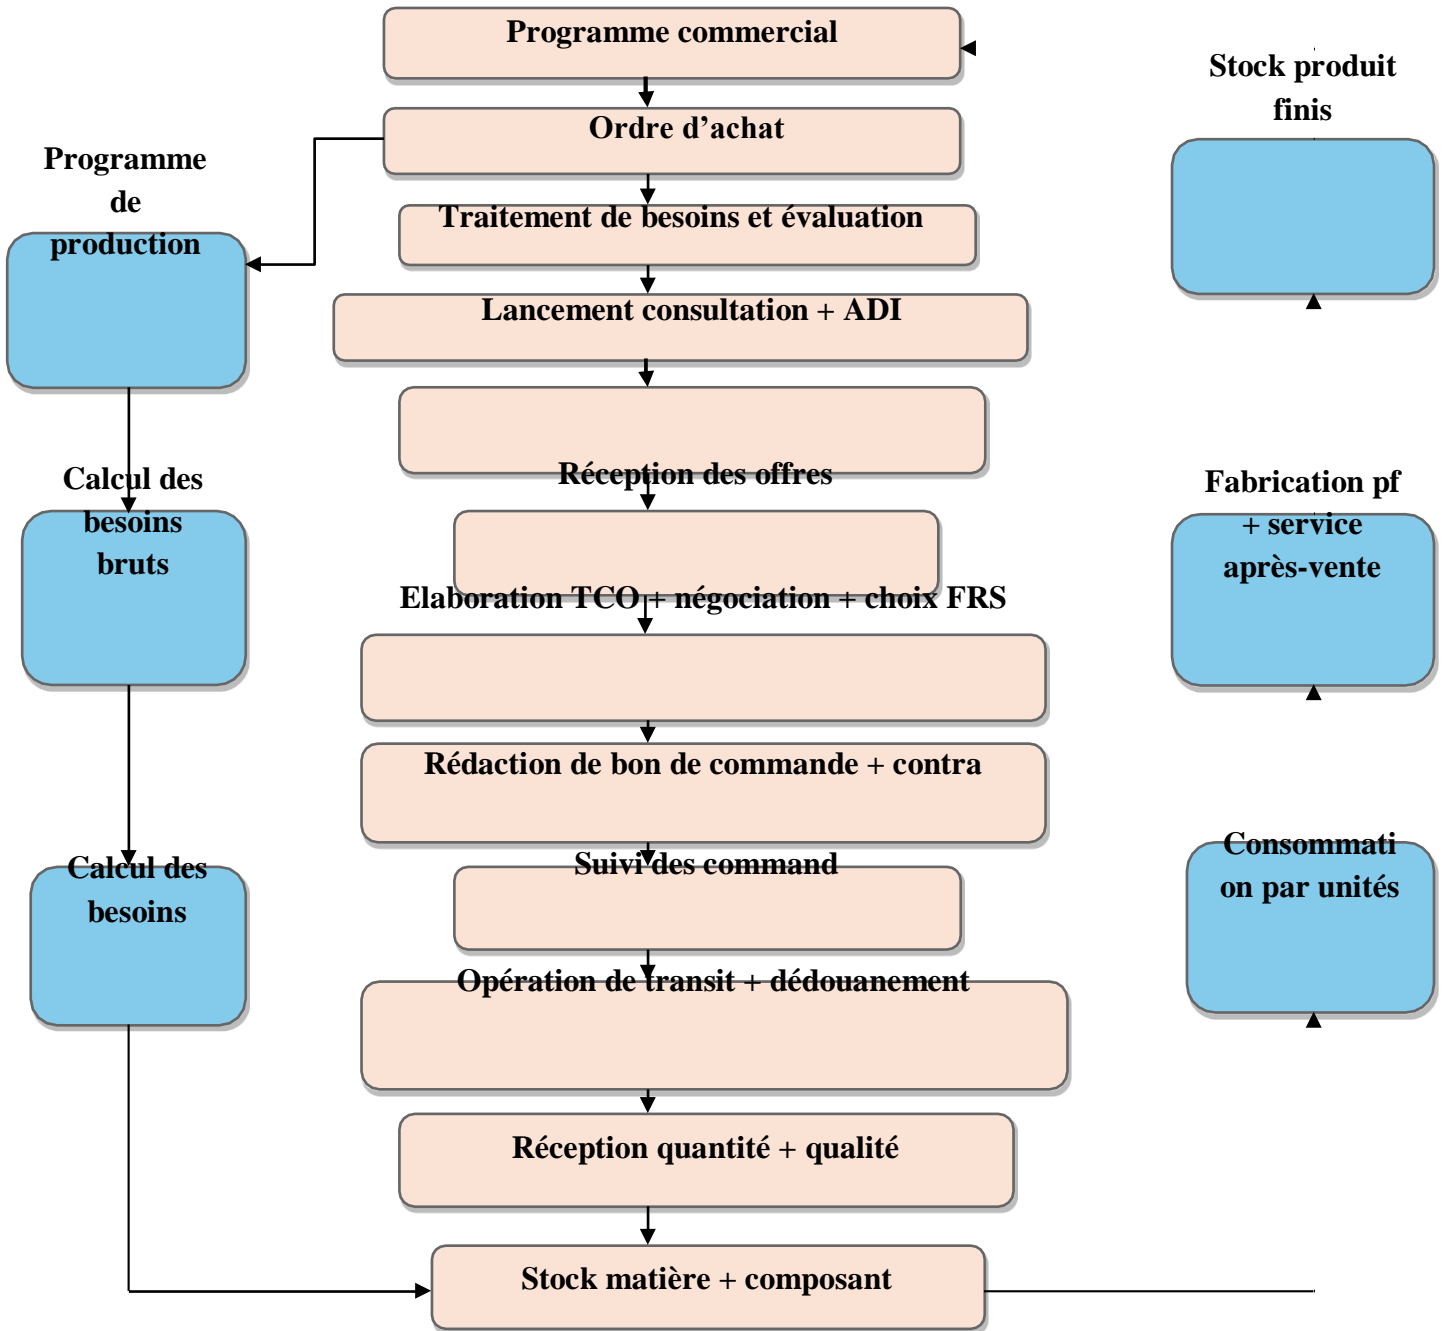 Programme commercial
Stock produit
finis
Ordre d’achat
Programme
de
production
Traitement de besoins et évaluation
Lancement consultation + ADI
Réception des offres
Calcul des
besoins
bruts
Fabrication pf
+ service
après-vente
Elaboration TCO + négociation + choix FRS
Rédaction de bon de commande + contra
Suivi des command
Consommati
on par unités
Calcul des
besoins
Opération de transit + dédouanement
Réception quantité + qualité
Stock matière + composant